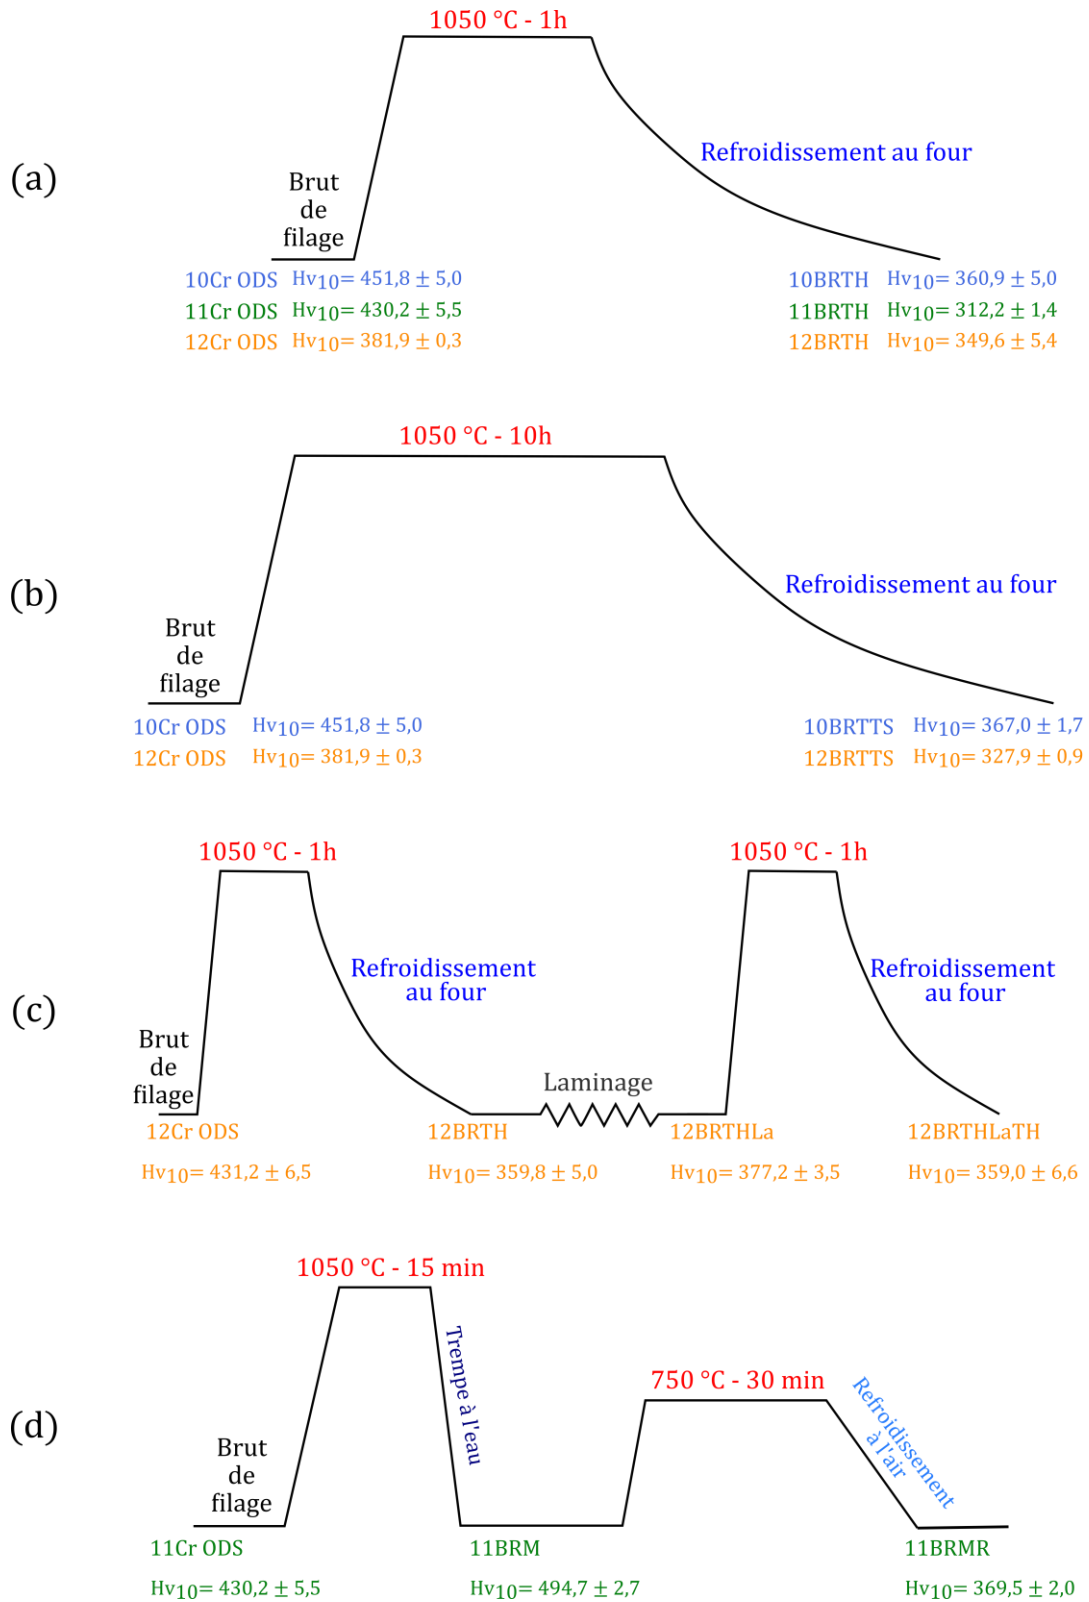 1050 °C - 1h
Refroidissement au four
(a)
Brut
de
filage
10Cr ODS Hv10= 451,8 ± 5,0
10BRTH Hv10= 360,9 ± 5,0
11Cr ODS Hv10= 430,2 ± 5,5
11BRTH Hv10= 312,2 ± 1,4
12Cr ODS Hv10= 381,9 ± 0,3
12BRTH Hv10= 349,6 ± 5,4
1050 °C - 10h
Refroidissement au four
(b)
Brut
de
filage
10Cr ODS Hv10= 451,8 ± 5,0
10BRTTS Hv10= 367,0 ± 1,7
12Cr ODS Hv10= 381,9 ± 0,3
12BRTTS Hv10= 327,9 ± 0,9
1050 °C - 1h
1050 °C - 1h
Refroidissement
au four
Refroidissement
au four
(c)
Brut
de
filage
Laminage
12Cr ODS
12BRTH
12BRTHLa
12BRTHLaTH
Hv10= 431,2 ± 6,5
Hv10= 359,8 ± 5,0
Hv10= 377,2 ± 3,5
Hv10= 359,0 ± 6,6
1050 °C - 15 min
Trempe à l'eau
750 °C - 30 min
Refroidissement
à l'air
(d)
Brut
de
filage
11Cr ODS
11BRM
11BRMR
Hv10= 430,2 ± 5,5
Hv10= 494,7 ± 2,7
Hv10= 369,5 ± 2,0